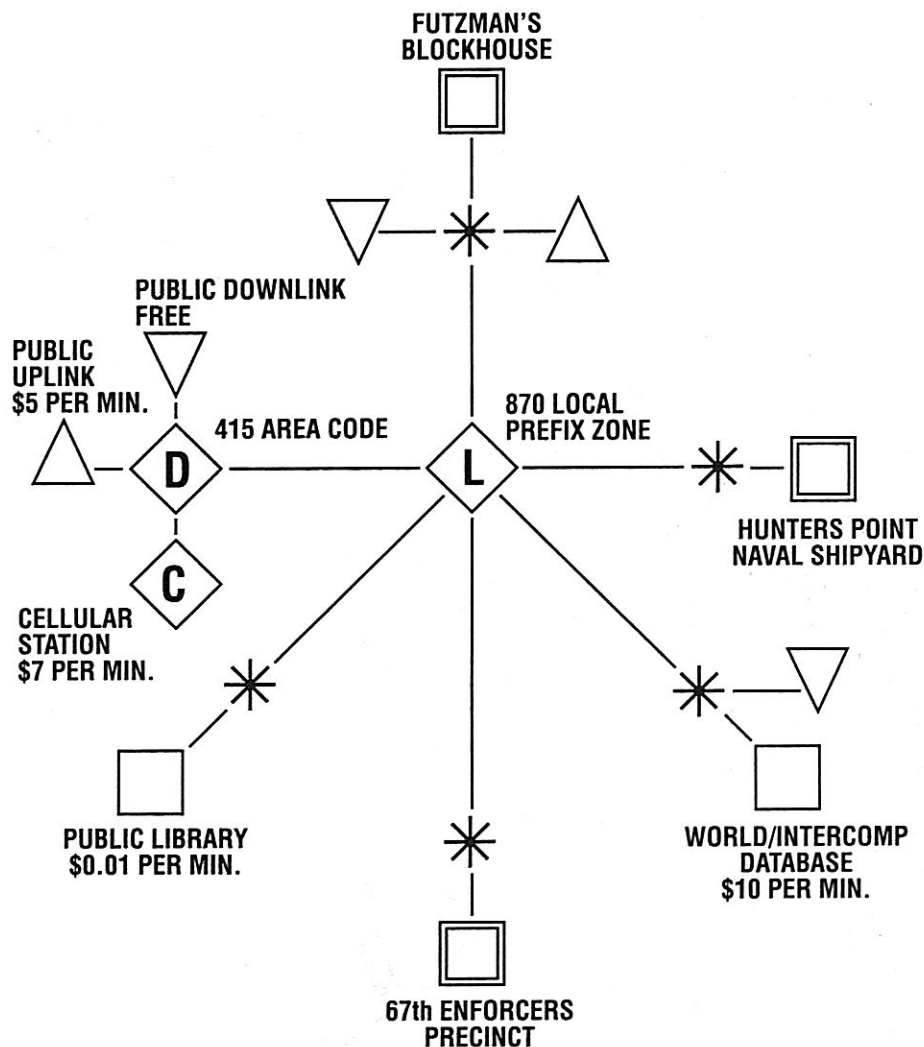 FUTZMAN'S
BLOCKHOUSE
PUBLIC DOWNLINK
FREE
PUBLIC
UPLINK
$5 PER MIN.
415 AREA CODE
870 LOCAL
PREFIX ZONE
D
L
HUNTERS POINT
NAVAL SHIPYARD
C
CELLULAR
STATION
$7 PER MIN.
PUBLIC LIBRARY
$0.01 PER MIN.
WORLD/INTERCOMP
DATABASE
$10 PER MIN.
67th ENFORCERS
PRECINCT